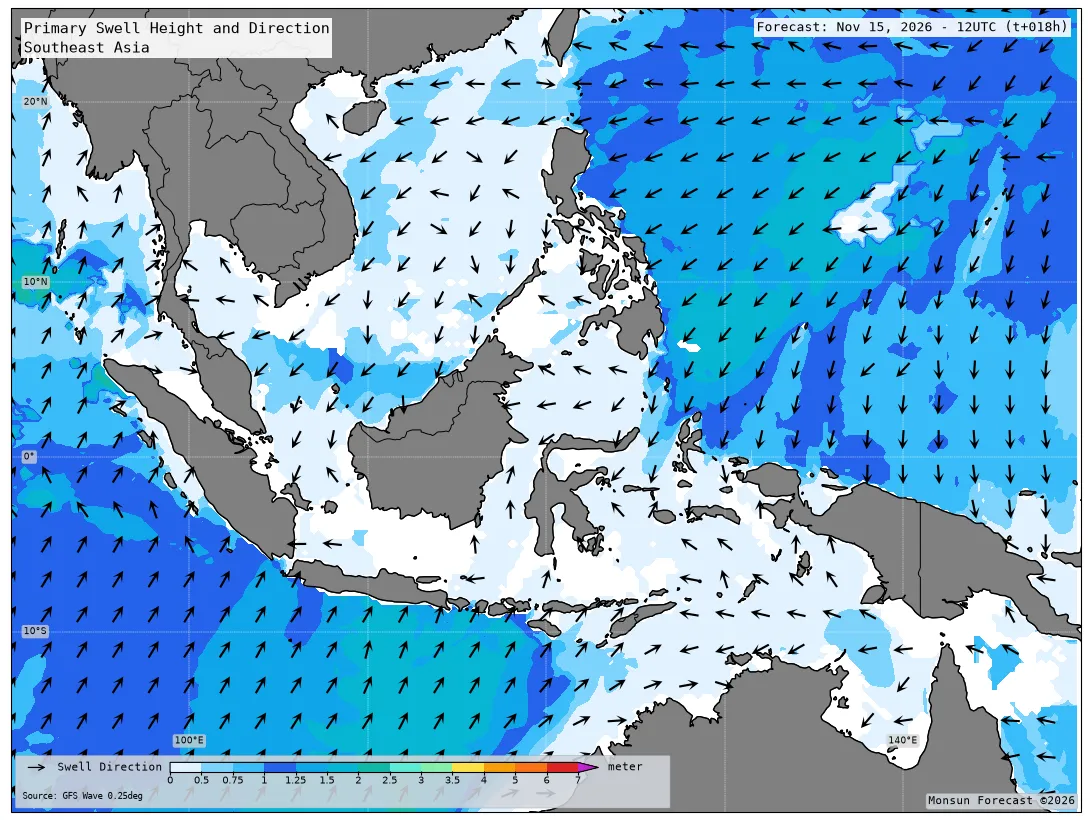 Primary Swell Height and Direction
Southeast Asia
Forecast: Nov 15, 2026 - 12UTC (t+018h)
20°N
10°N
0°
10°S
100°E
140°E
Swell Direction
0 0.5 0.75 1 1.25 1.5 2 2.5 3 3.5 4 5 6 7
meter
Source: GFS Wave 0.25deg
Monsun Forecast ©2026